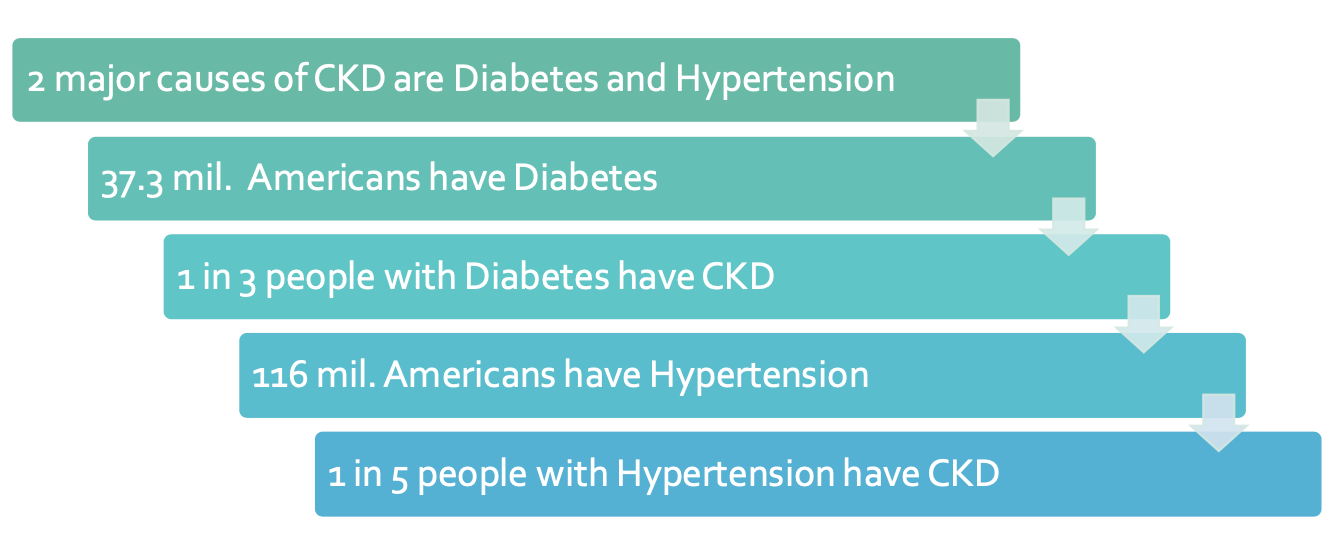 2 major causes of CKD are Diabetes and Hypertension
37.3 mil.  Americans have Diabetes
1 in 3 people with Diabetes have CKD
116 mil. Americans have Hypertension
1 in 5 people with Hypertension have CKD